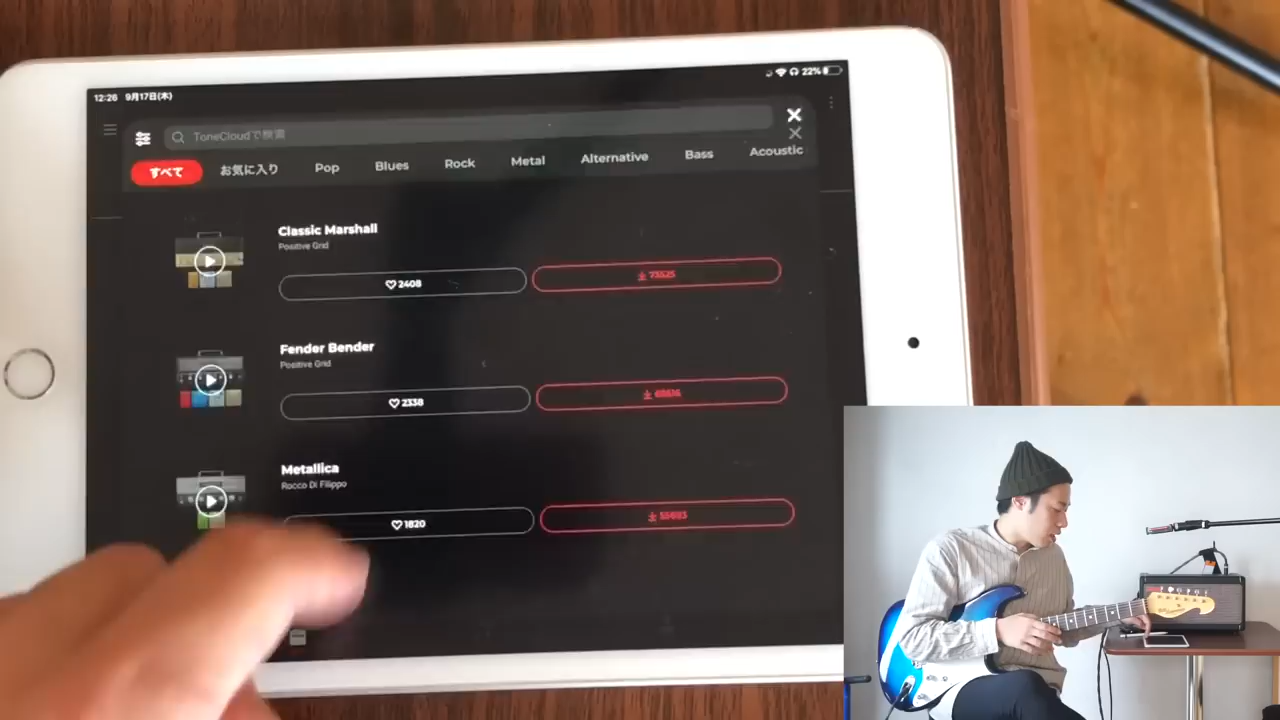 12:26 9月17日(木)
22%
ToneCloudで検索
すべて
お気に入り
Pop
Blues
Rock
Metal
Alternative
Bass
Acoustic
Classic Marshall
Positive Grid
2408
Fender Bender
Positive Grid
2338
Metallica
Rocco Di Filippo
1820